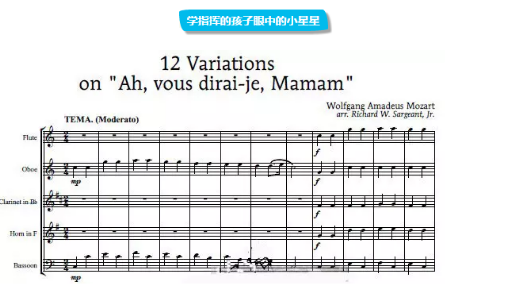 学指挥的孩子眼中的小星星
12 Variations
on "Ah, vous dirai-je, Mamam"
Wolfgang Amadeus Mozart
arr. Richard W. Sargeant, Jr.
TEMA. (Moderato)
Flute
f
Oboe
mp
f
Clarinet in Bb
f
Horn in F
f
Bassoon
mp